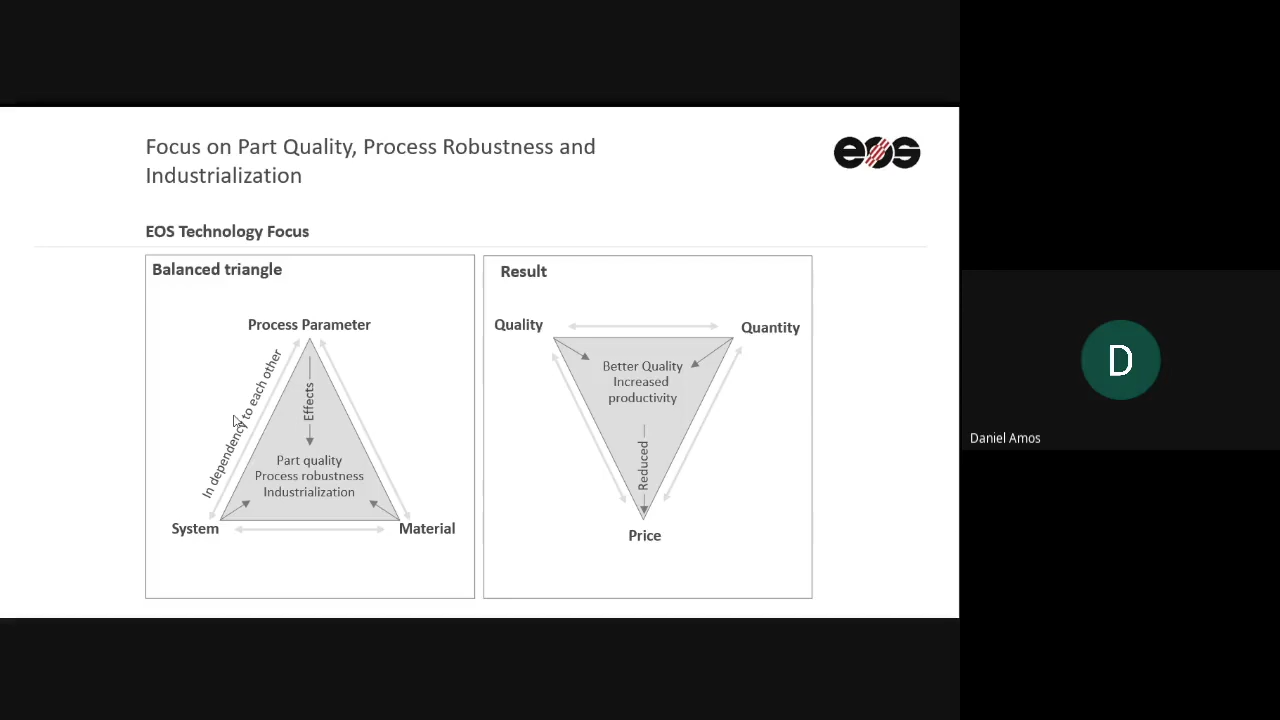 Focus on Part Quality, Process Robustness and
Industrialization
eos
EOS Technology Focus
Balanced triangle
Process Parameter
In dependency to each other
Effects
Part quality
Process robustness
Industrialization
System
Material
Result
Quality
Quantity
Better Quality
Increased
productivity
Reduced
Price
D
Daniel Amos